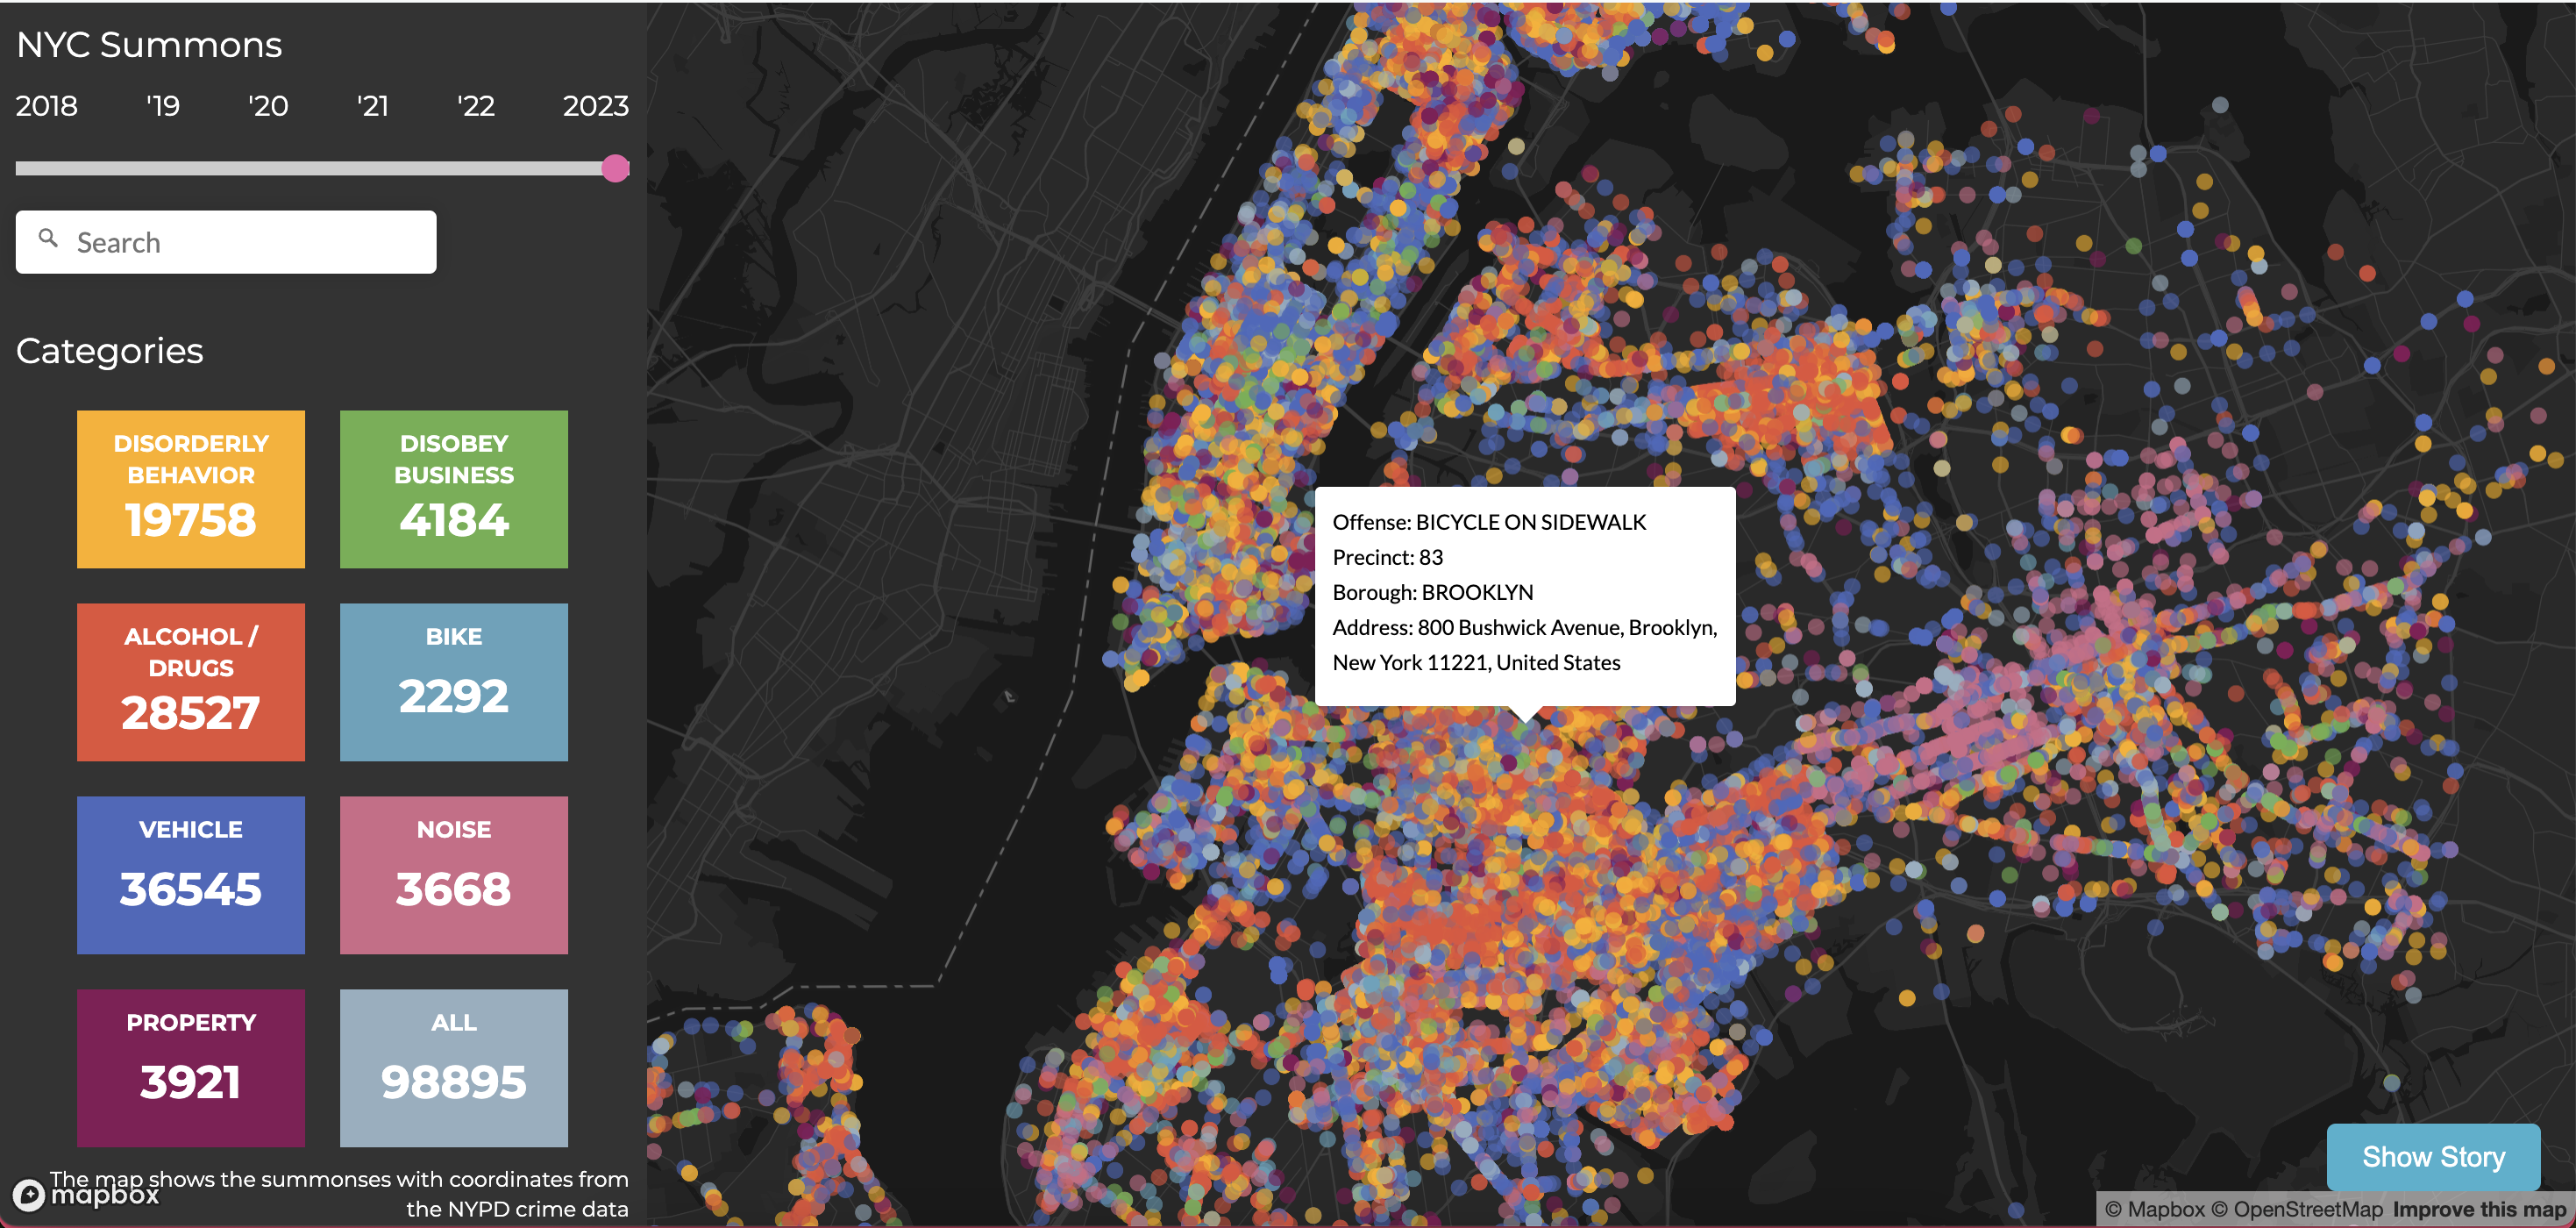 NYC Summons
2018 '19 '20 '21 '22 2023
Search
Categories
DISORDERLY
BEHAVIOR
19758
DISOBEY
BUSINESS
4184
ALCOHOL /
DRUGS
28527
BIKE
2292
VEHICLE
36545
NOISE
3668
PROPERTY
3921
ALL
98895
The map shows the summonses with coordinates from
the NYPD crime data
mapbox
Offense: BICYCLE ON SIDEWALK
Precinct: 83
Borough: BROOKLYN
Address: 800 Bushwick Avenue, Brooklyn,
New York 11221, United States
Show Story
© Mapbox © OpenStreetMap Improve this map